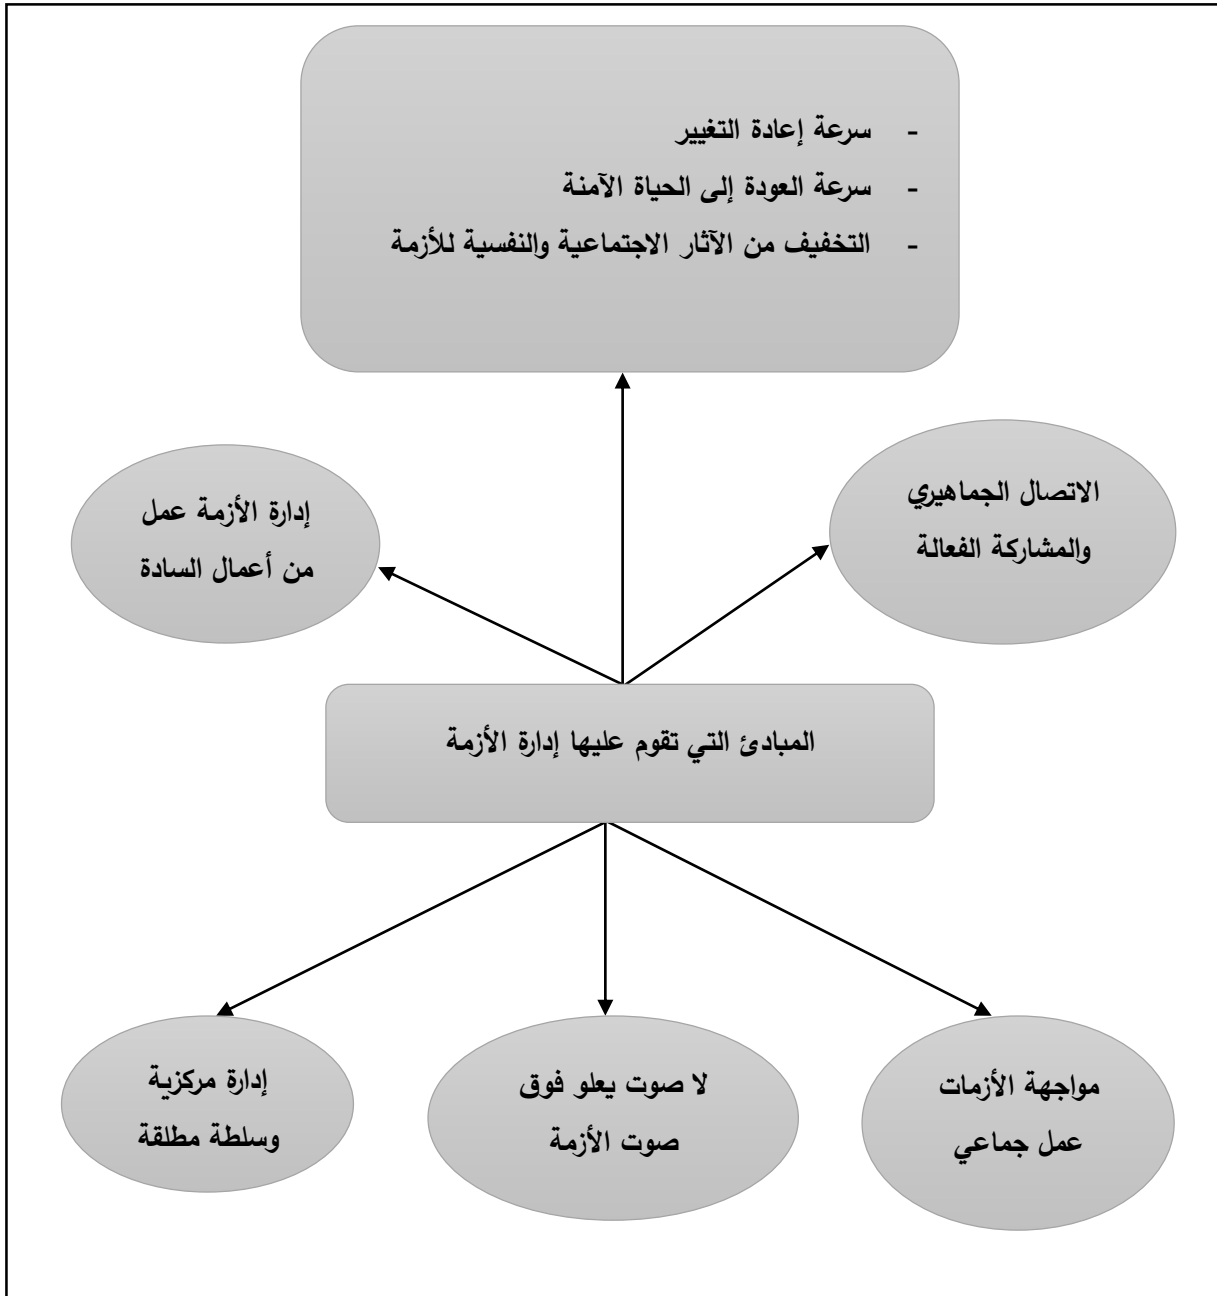 - سرعة إعادة التغيير
- سرعة العودة إلى الحياة الآمنة
- التخفيف من الآثار الاجتماعية والنفسية للأزمة
الاتصال الجماهيري
والمشاركة الفعالة
إدارة الأزمة عمل
من أعمال السادة
المبادئ التي تقوم عليها إدارة الأزمة
مواجهة الأزمات
عمل جماعي
لا صوت يعلو فوق
صوت الأزمة
إدارة مركزية
وسلطة مطلقة